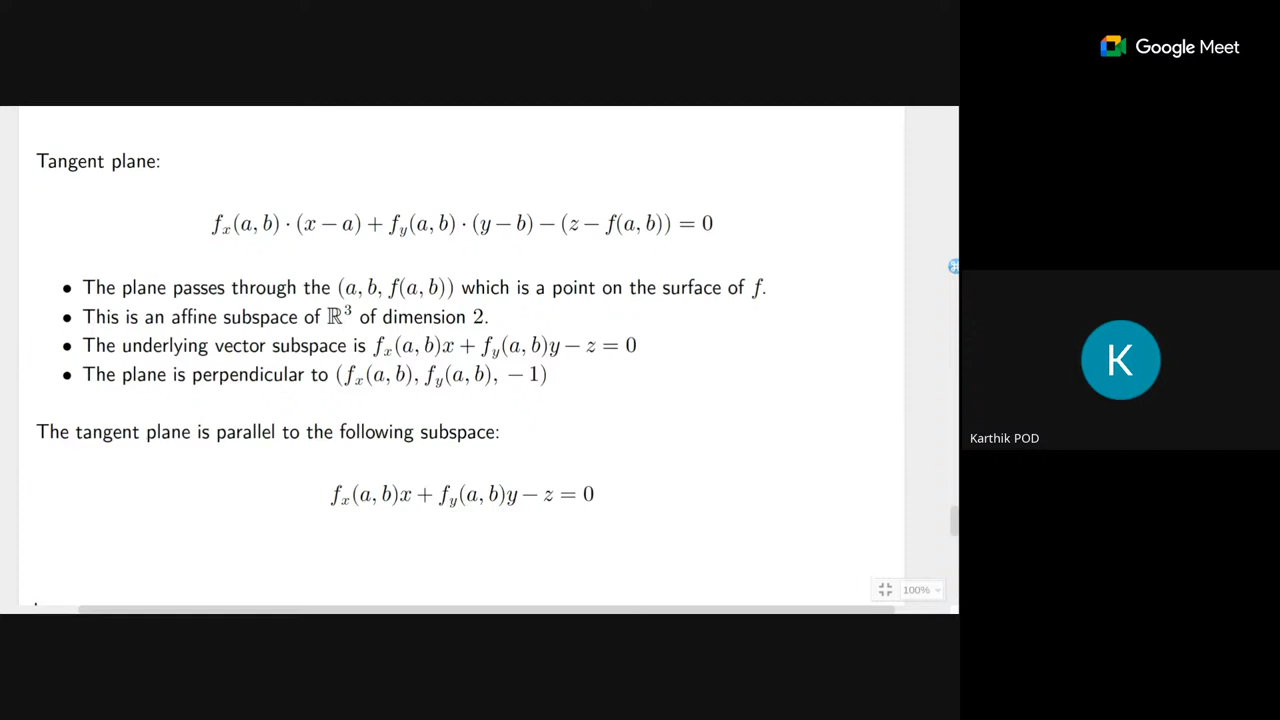 Google Meet
Tangent plane:
f_x(a, b) · (x − a) + f_y(a, b) · (y − b) − (z − f(a, b)) = 0
• The plane passes through the (a, b, f(a, b)) which is a point on the surface of f.
• This is an affine subspace of ℝ³ of dimension 2.
• The underlying vector subspace is f_x(a, b)x + f_y(a, b)y − z = 0
• The plane is perpendicular to (f_x(a, b), f_y(a, b), − 1)
The tangent plane is parallel to the following subspace:
f_x(a, b)x + f_y(a, b)y − z = 0
100%
K
Karthik POD